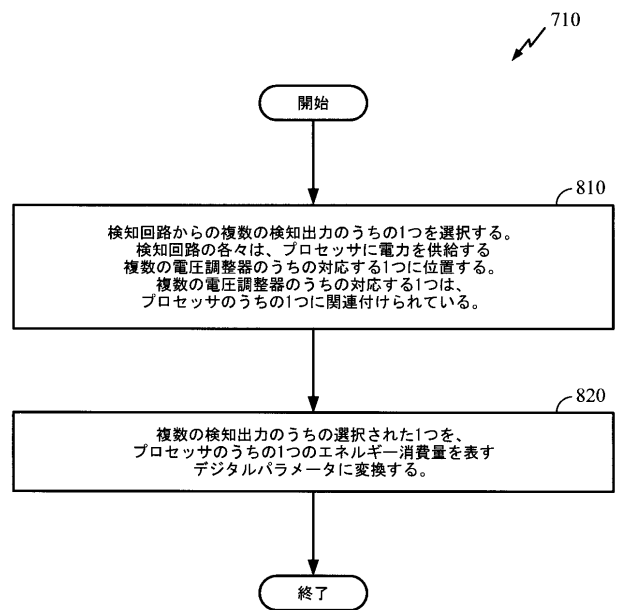 710
開始
810
検知回路からの複数の検知出力のうちの1つを選択する。
検知回路の各々は、プロセッサに電力を供給する
複数の電圧調整器のうちの対応する1つに位置する。
複数の電圧調整器のうちの対応する1つは、
プロセッサのうちの1つに関連付けられている。
820
複数の検知出力のうちの選択された1つを、
プロセッサのうちの1つのエネルギー消費量を表す
デジタルパラメータに変換する。
終了